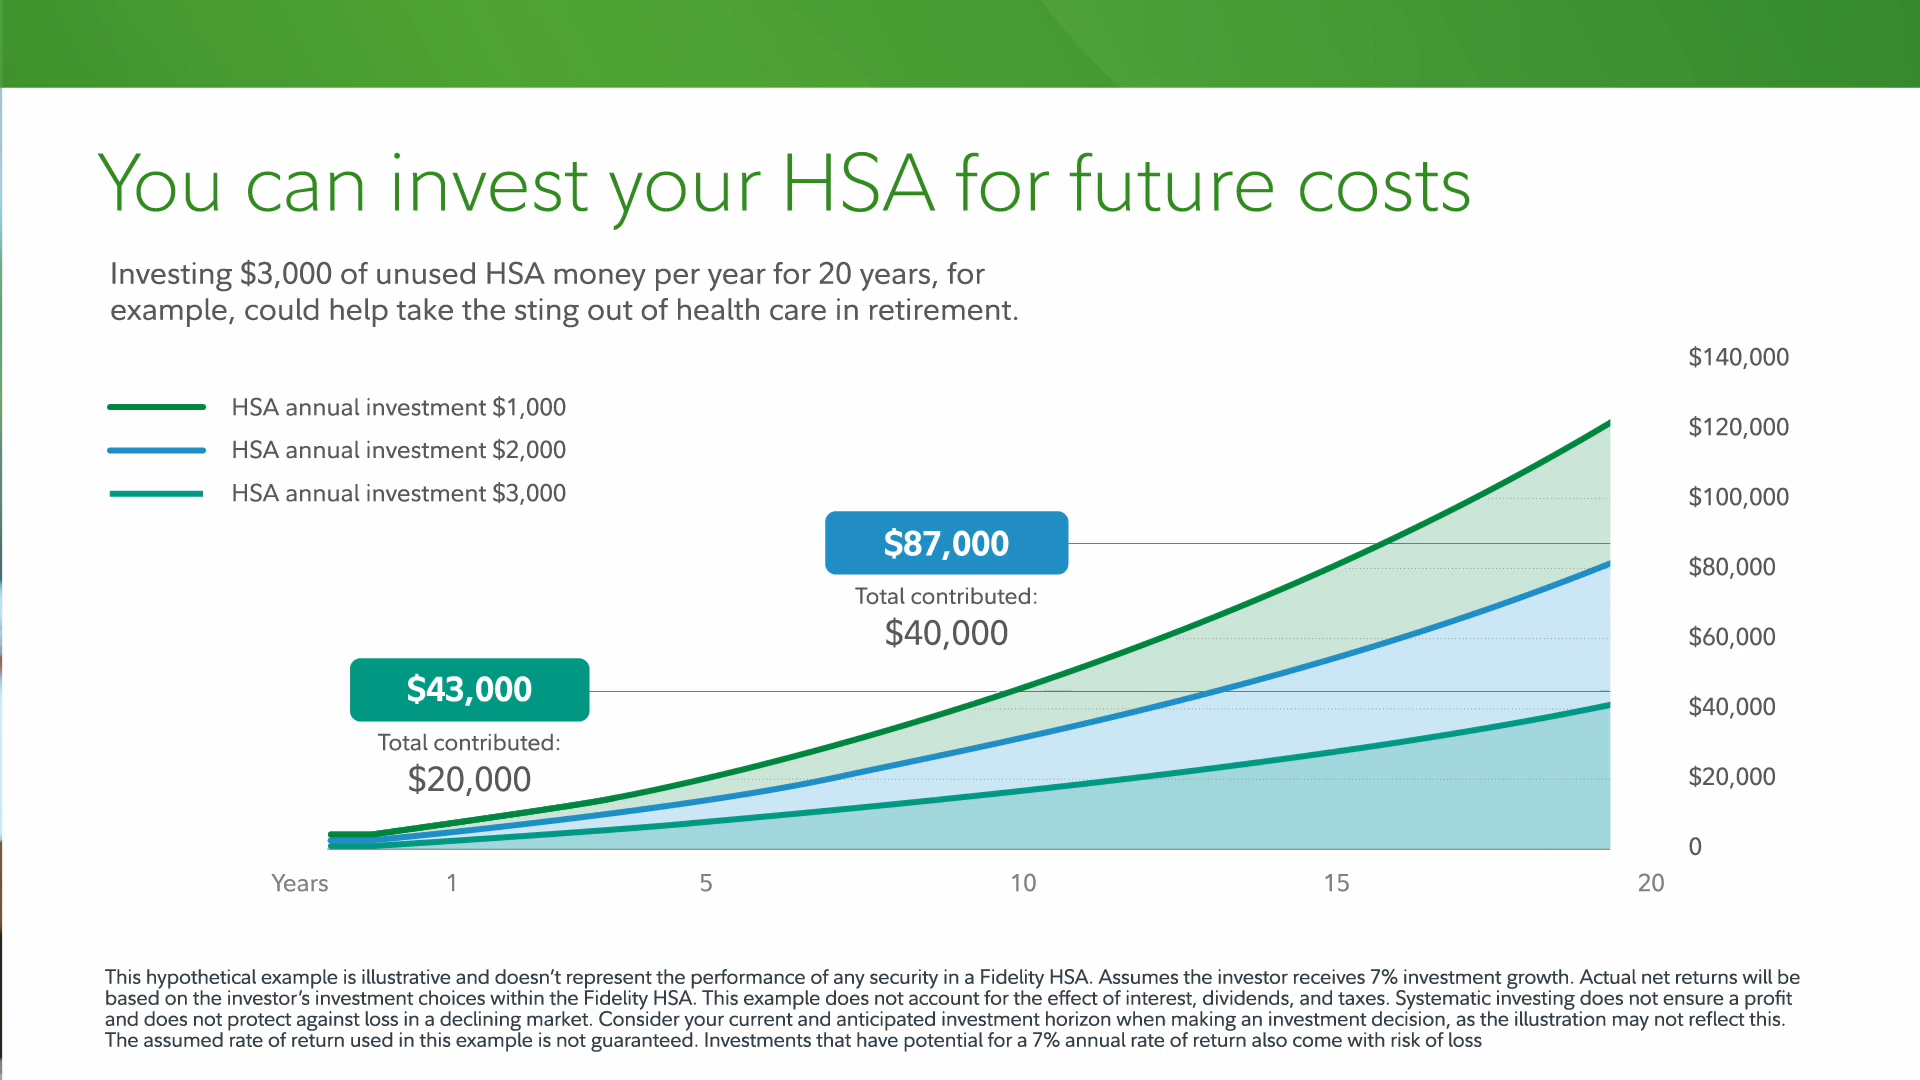 You can invest your HSA for future costs
Investing $3,000 of unused HSA money per year for 20 years, for
example, could help take the sting out of health care in retirement.
HSA annual investment $1,000
HSA annual investment $2,000
HSA annual investment $3,000
$87,000
Total contributed:
$40,000
$43,000
Total contributed:
$20,000
$140,000
$120,000
$100,000
$80,000
$60,000
$40,000
$20,000
0
Years 1 5 10 15 20
This hypothetical example is illustrative and doesn’t represent the performance of any security in a Fidelity HSA. Assumes the investor receives 7% investment growth. Actual net returns will be
based on the investor’s investment choices within the Fidelity HSA. This example does not account for the effect of interest, dividends, and taxes. Systematic investing does not ensure a profit
and does not protect against loss in a declining market. Consider your current and anticipated investment horizon when making an investment decision, as the illustration may not reflect this.
The assumed rate of return used in this example is not guaranteed. Investments that have potential for a 7% annual rate of return also come with risk of loss